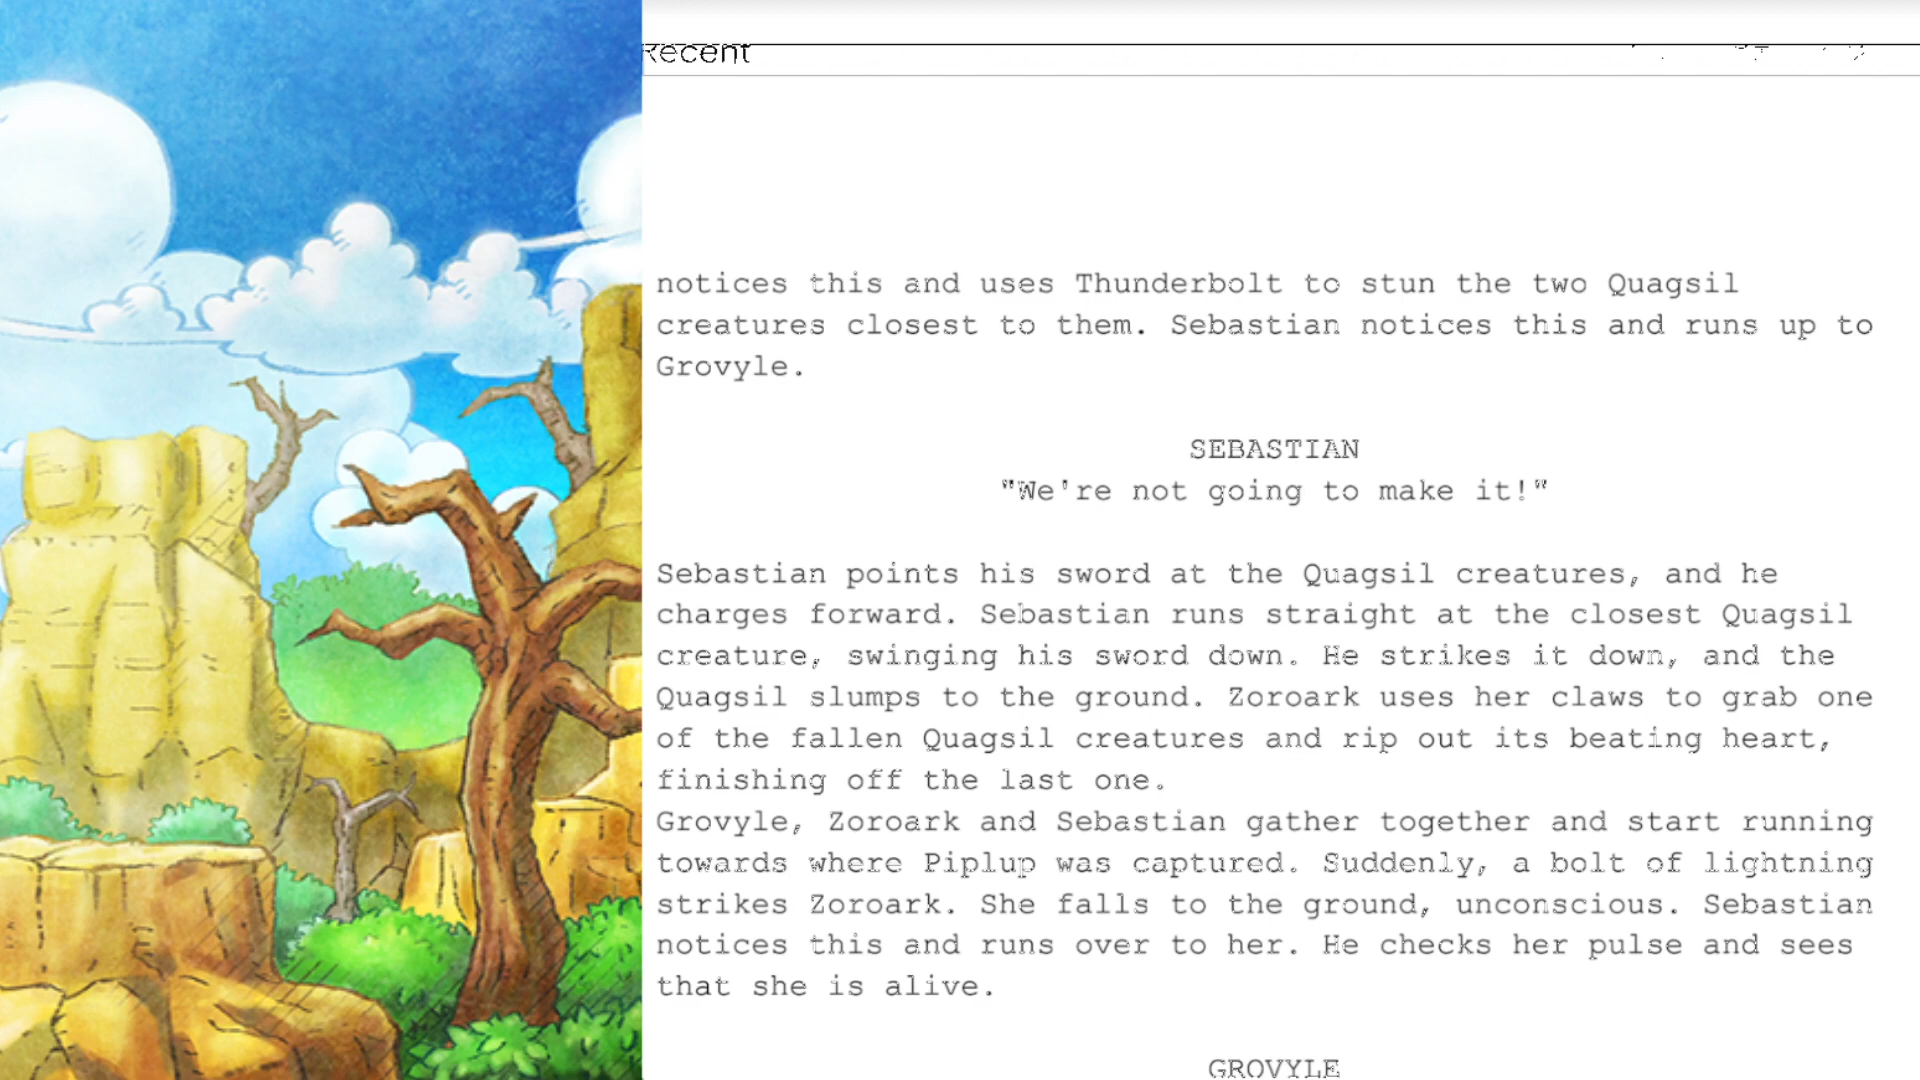 Recent
notices this and uses Thunderbolt to stun the two Quagsil
creatures closest to them. Sebastian notices this and runs up to
Grovyle.
SEBASTIAN
"We're not going to make it!"
Sebastian points his sword at the Quagsil creatures, and he
charges forward. Sebastian runs straight at the closest Quagsil
creature, swinging his sword down. He strikes it down, and the
Quagsil slumps to the ground. Zoroark uses her claws to grab one
of the fallen Quagsil creatures and rip out its beating heart,
finishing off the last one.
Grovyle, Zoroark and Sebastian gather together and start running
towards where Piplup was captured. Suddenly, a bolt of lightning
strikes Zoroark. She falls to the ground, unconscious. Sebastian
notices this and runs over to her. He checks her pulse and sees
that she is alive.
GROVYLE